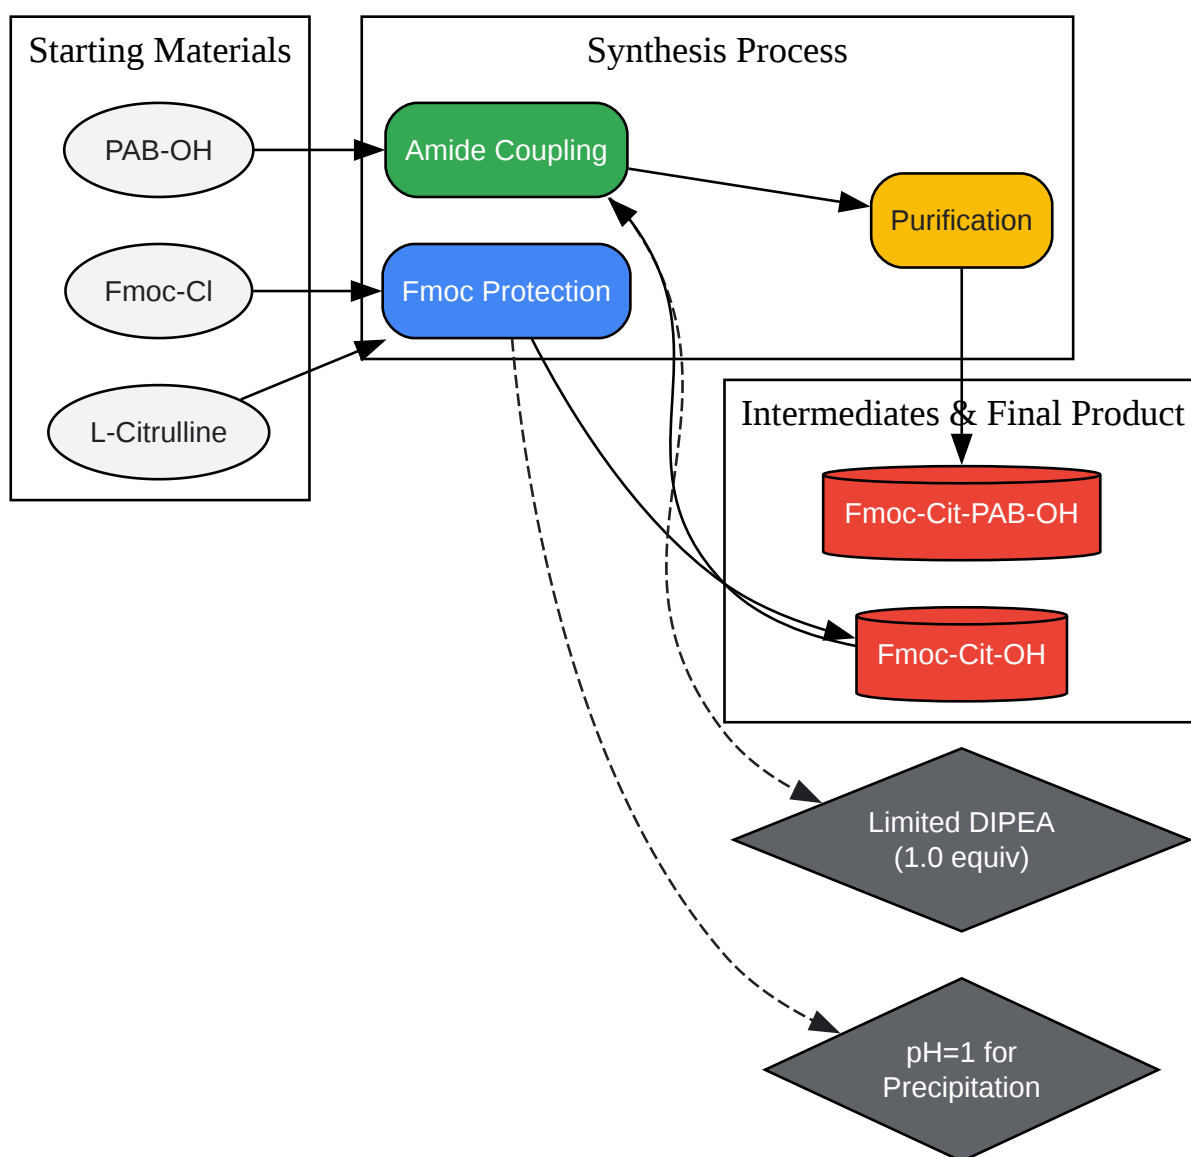 Starting Materials
PAB-OH
Fmoc-Cl
L-Citrulline
Synthesis Process
Amide Coupling
Fmoc Protection
Purification
Intermediates & Final Product
Fmoc-Cit-PAB-OH
Fmoc-Cit-OH
Limited DIPEA
(1.0 equiv)
pH=1 for
Precipitation